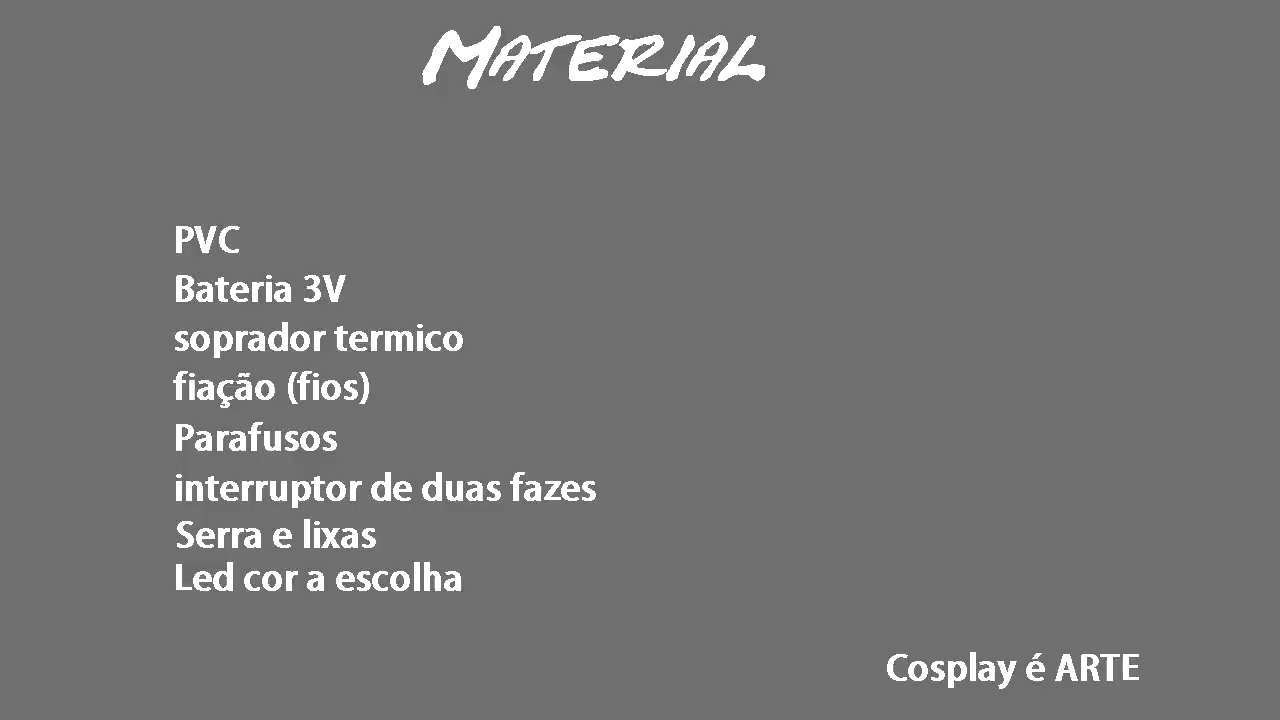 MATERIAL
PVC
Bateria 3V
soprador termico
fiação (fios)
Parafusos
interruptor de duas fazes
Serra e lixas
Led cor a escolha
Cosplay é ARTE